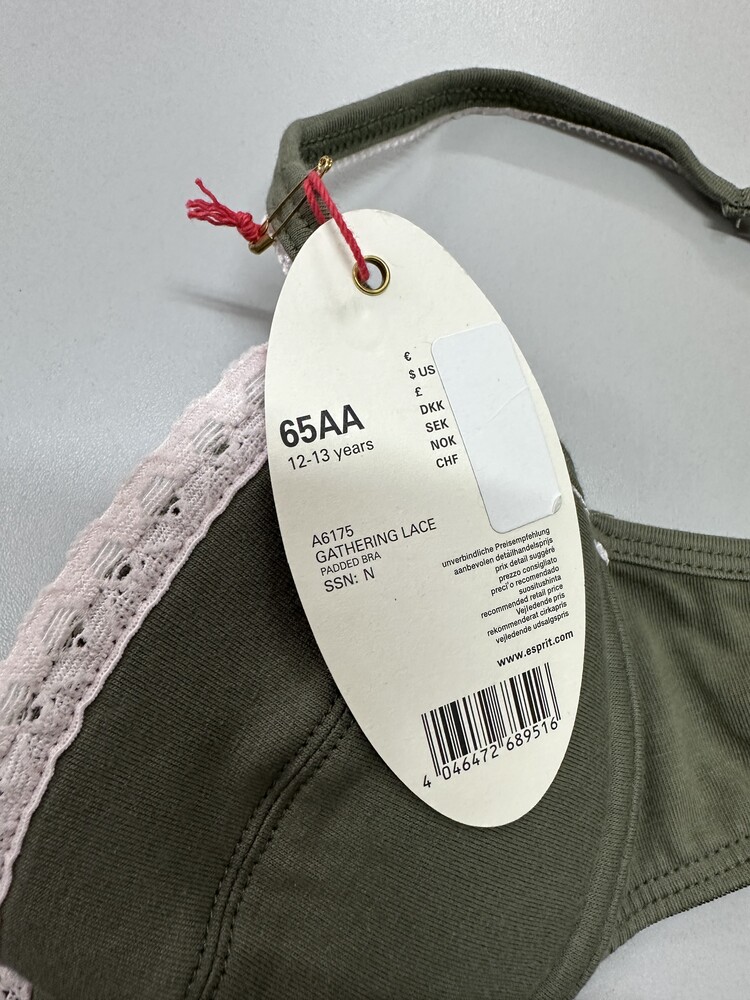 65AA
12-13 years
€
$ US
£
DKK
SEK
NOK
CHF
A6175
GATHERING LACE
PADDED BRA
SSN: N
unverbindliche Preisempfehlung
aanbevolen detailhandelsprijs
prix detail suggéré
prezzo consigliato
preci'o recomendado
suositushinta
recommended retail price
Vejledende pris
rekommenderat cirkapris
vejledende udsalgspris
www.esprit.com
4 046472 689516